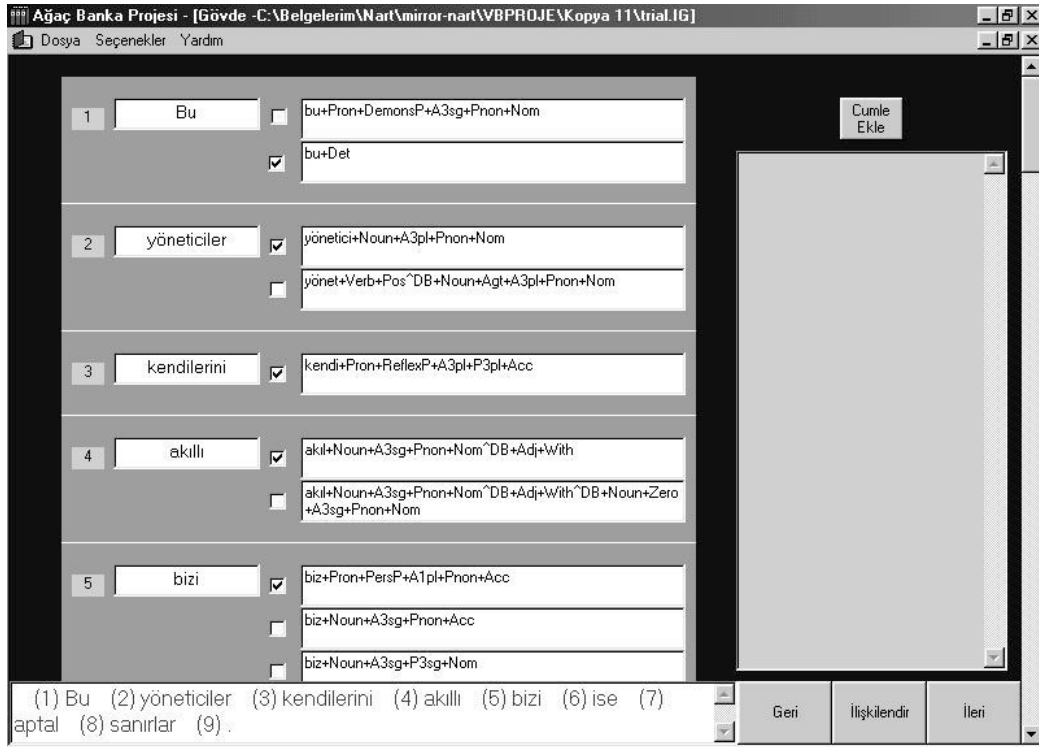 Ağaç Banka Projesi - [Gövde -C:\Belgelerim\Nart\mirror-nart\VBPROJE\Kopya 11\trial.IG]
Dosya Seçenekler Yardım
Cumle
Ekle
1 Bu bu+Pron+DemonsP+A3sg+Pnon+Nom
bu+Det
2 yöneticiler yönetici+Noun+A3pl+Pnon+Nom
yönet+Verb+Pos^DB+Noun+Agt+A3pl+Pnon+Nom
3 kendilerini kendi+Pron+ReflexP+A3pl+P3pl+Acc
4 akıllı akıl+Noun+A3sg+Pnon+Nom^DB+Adj+With
akıl+Noun+A3sg+Pnon+Nom^DB+Adj+With^DB+Noun+Zero
+A3sg+Pnon+Nom
5 bizi biz+Pron+PersP+A1pl+Pnon+Acc
biz+Noun+A3sg+Pnon+Acc
biz+Noun+A3sg+P3sg+Nom
(1) Bu (2) yöneticiler (3) kendilerini (4) akıllı (5) bizi (6) ise (7)
aptal (8) sanırlar (9) .
Geri İlişkilendir İleri